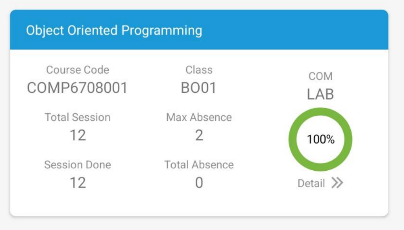 Object Oriented Programming
Course Code
COMP6708001
Class
BO01
COM
LAB
Total Session
12
Max Absence
2
100%
Session Done
12
Total Absence
0
Detail